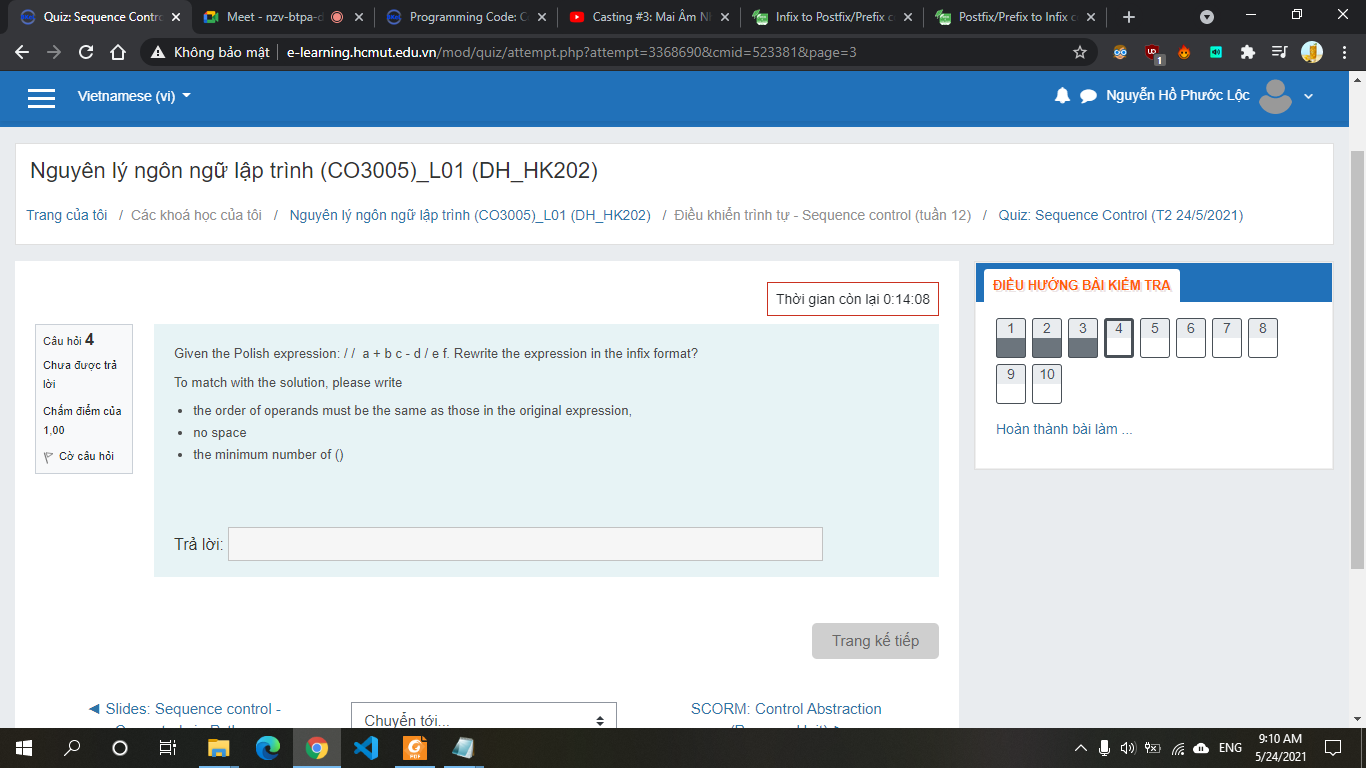 Quiz: Sequence Contro
Meet - nzv-btpa-d
Programming Codex: C
Casting #3: Mai Âm N
Infix to Postfix/Prefix c
Postfix/Prefix to Infix c
Không bảo mật
e-learning.hcmut.edu.vn/mod/quiz/attempt.php?attempt=3368690&cmid=523381&page=3
1
Vietnamese (vi)
Nguyễn Hồ Phước Lộc
Nguyên lý ngôn ngữ lập trình (CO3005)_L01 (DH_HK202)
Trang của tôi / Các khoá học của tôi / Nguyên lý ngôn ngữ lập trình (CO3005)_L01 (DH_HK202) / Điều khiển trình tự - Sequence control (tuần 12) / Quiz: Sequence Control (T2 24/5/2021)
Thời gian còn lại 0:14:08
Câu hỏi 4
Chưa được trả
lời
Chấm điểm của
1,00
Cờ câu hỏi
Given the Polish expression: / / a + b c - d / e f. Rewrite the expression in the infix format?
To match with the solution, please write
• the order of operands must be the same as those in the original expression,
• no space
• the minimum number of ()
Trả lời:
Trang kế tiếp
◄ Slides: Sequence control -
Chuyển tới...
SCORM: Control Abstraction
ĐIỀU HƯỚNG BÀI KIỂM TRA
1 2 3 4 5 6 7 8
9 10
Hoàn thành bài làm ...
ENG
9:10 AM
5/24/2021